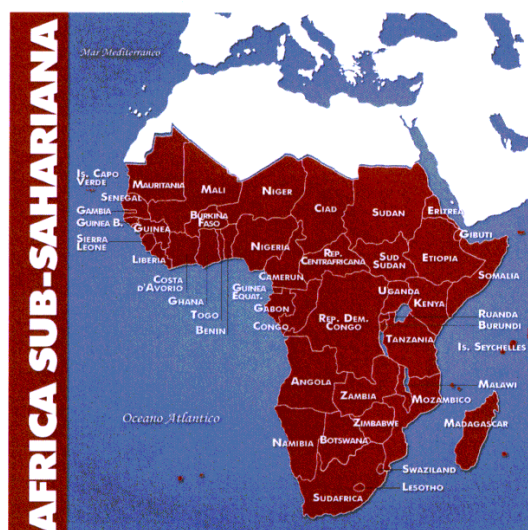 AFRICA SUB-SAHARIANA
Mar Mediterraneo
IS. CAPO
VERDE
MAURITANIA
MALI
NIGER
CIAD
SUDAN
ERITREA
SENEGAL
GAMBIA
GUINEA B.
GUINEA
BURKINA
FASO
GIBUTI
SIERRA
LEONE
NIGERIA
REP.
CENTRAFRICANA
SUD
SUDAN
ETIOPIA
LIBERIA
SOMALIA
COSTA
D'AVORIO
CAMERUN
GHANA
GUINEA
EQUAT.
UGANDA
KENYA
TOGO
GABON
REP. DEM.
CONGO
RUANDA
BENIN
CONGO
BURUNDI
TANZANIA
IS. SEYCHELLES
ANGOLA
MALAWI
ZAMBIA
MOZAMBICO
Oceano Atlantico
ZIMBABWE
MADAGASCAR
NAMIBIA
BOTSWANA
SWAZILAND
LESOTHO
SUDAFRICA